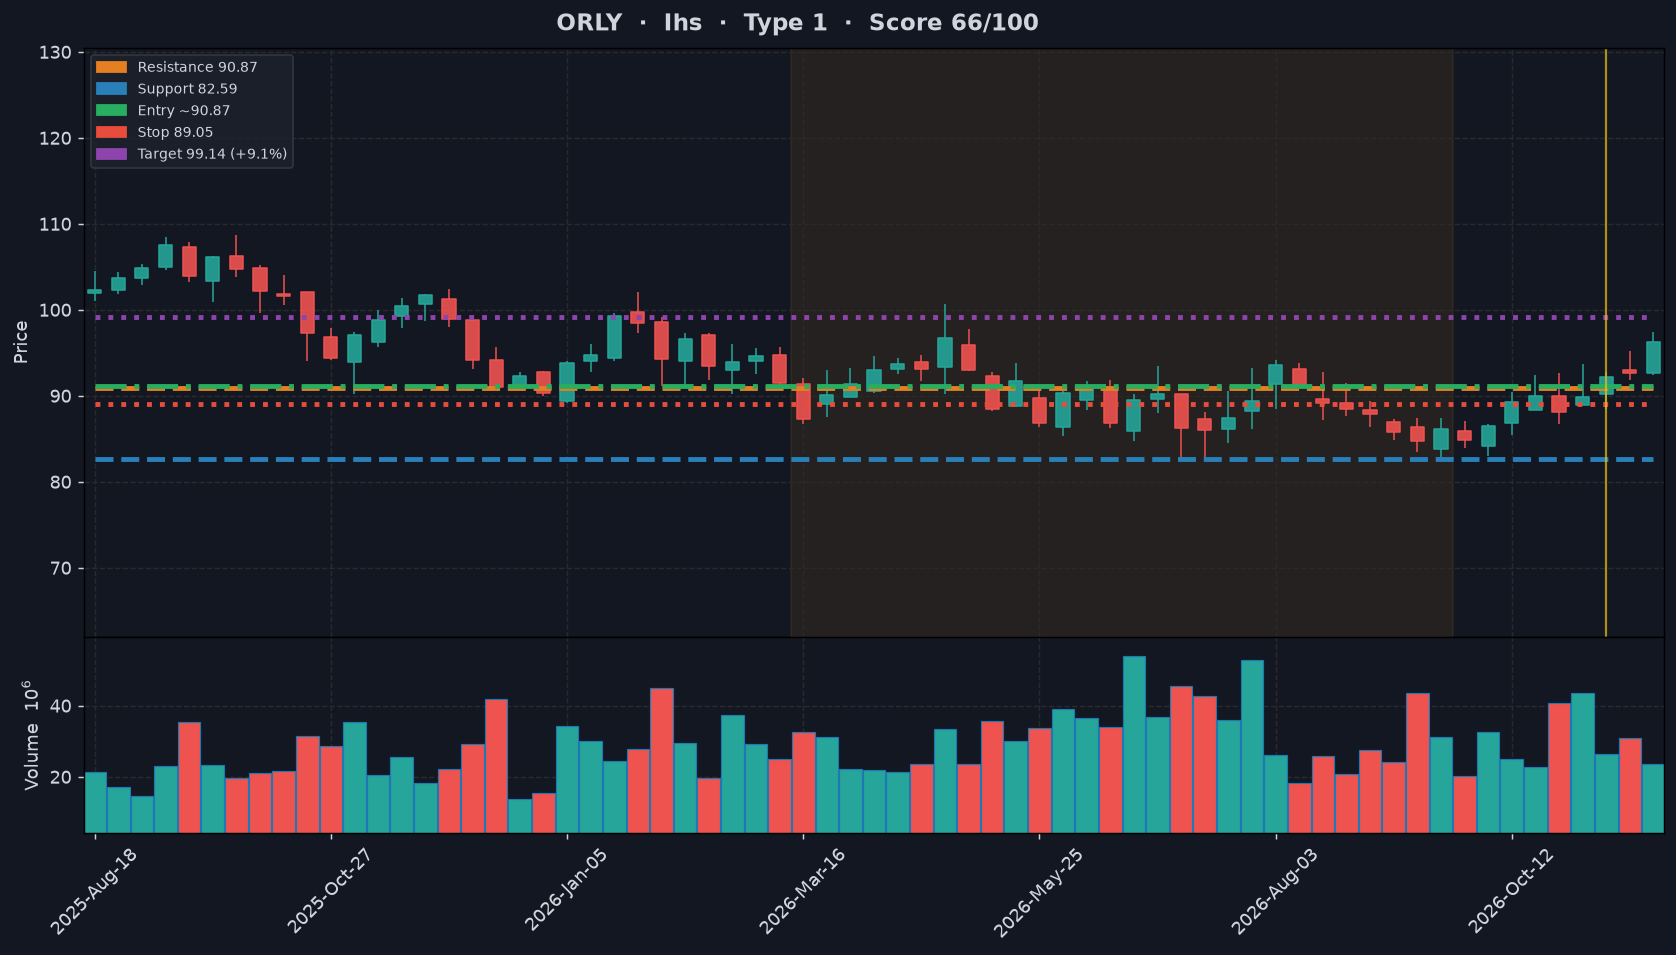 ORLY · Ihs · Type 1 · Score 66/100
Resistance 90.87
Support 82.59
Entry ~90.87
Stop 89.05
Target 99.14 (+9.1%)
Price
130
120
110
100
90
80
70
Volume 10⁶
40
20
2025-Aug-18
2025-Oct-27
2026-Jan-05
2026-Mar-16
2026-May-25
2026-Aug-03
2026-Oct-12